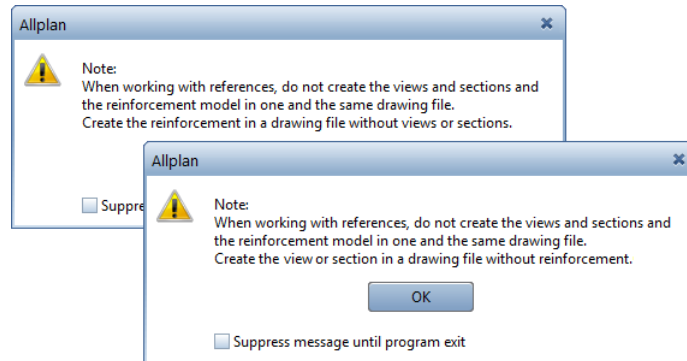 Allplan
Note:
When working with references, do not create the views and sections and
the reinforcement model in one and the same drawing file.
Create the reinforcement in a drawing file without views or sections.
Allplan
Note:
When working with references, do not create the views and sections and
the reinforcement model in one and the same drawing file.
Create the view or section in a drawing file without reinforcement.
OK
Suppress message until program exit